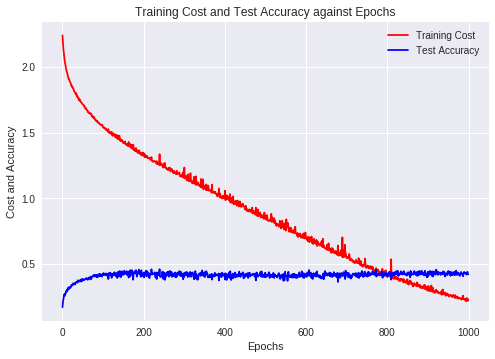 Training Cost and Test Accuracy against Epochs
Training Cost
Test Accuracy
Cost and Accuracy
2.0
1.5
1.0
0.5
0
200
400
600
800
1000
Epochs